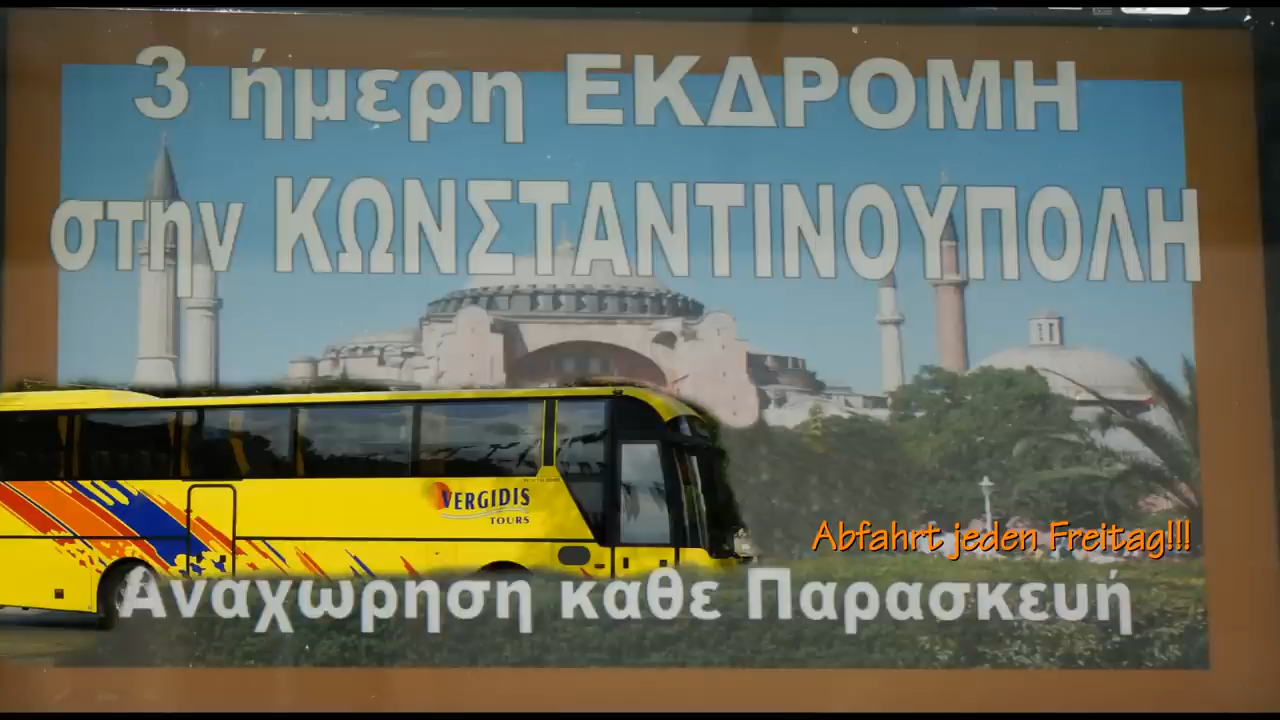 3 ήμερη ΕΚΔΡΟΜΗ
στην ΚΩΝΣΤΑΝΤΙΝΟΥΠΟΛΗ
VERGIDIS
TOURS
Abfahrt jeden Freitag!!!
Αναχωρηση καθε Παρασκευή